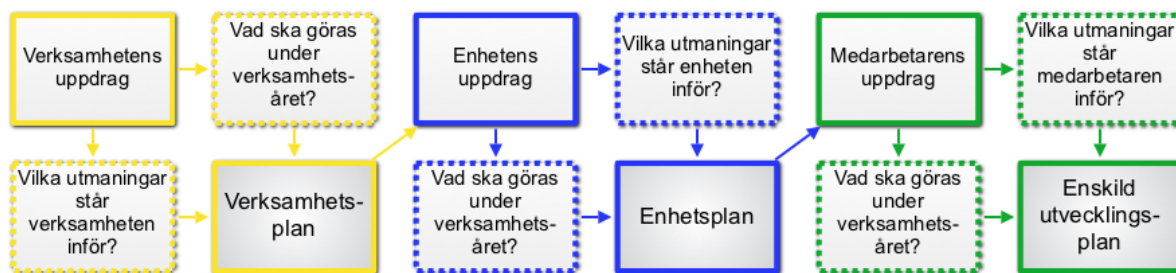 Verksamhetens
uppdrag
Vad ska göras
under
verksamhets-
året?
Enhetens
uppdrag
Vilka utmaningar
står enheten
inför?
Medarbetarens
uppdrag
Vilka utmaningar
står
medarbetaren
inför?
Vilka utmaningar
står
verksamheten
inför?
Verksamhets-
plan
Vad ska göras
under
verksamhets-
året?
Enhetsplan
Vad ska göras
under
verksamhets-
året?
Enskild
utvecklings-
plan